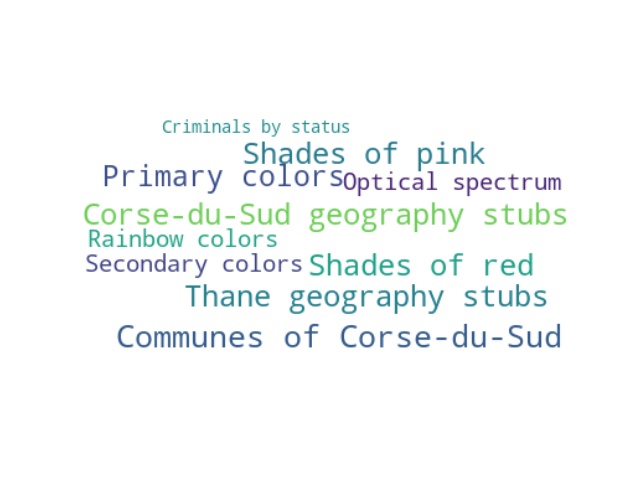 Criminals by status
Shades of pink
Primary colors
Optical spectrum
Corse-du-Sud geography stubs
Rainbow colors
Secondary colors
Shades of red
Thane geography stubs
Communes of Corse-du-Sud